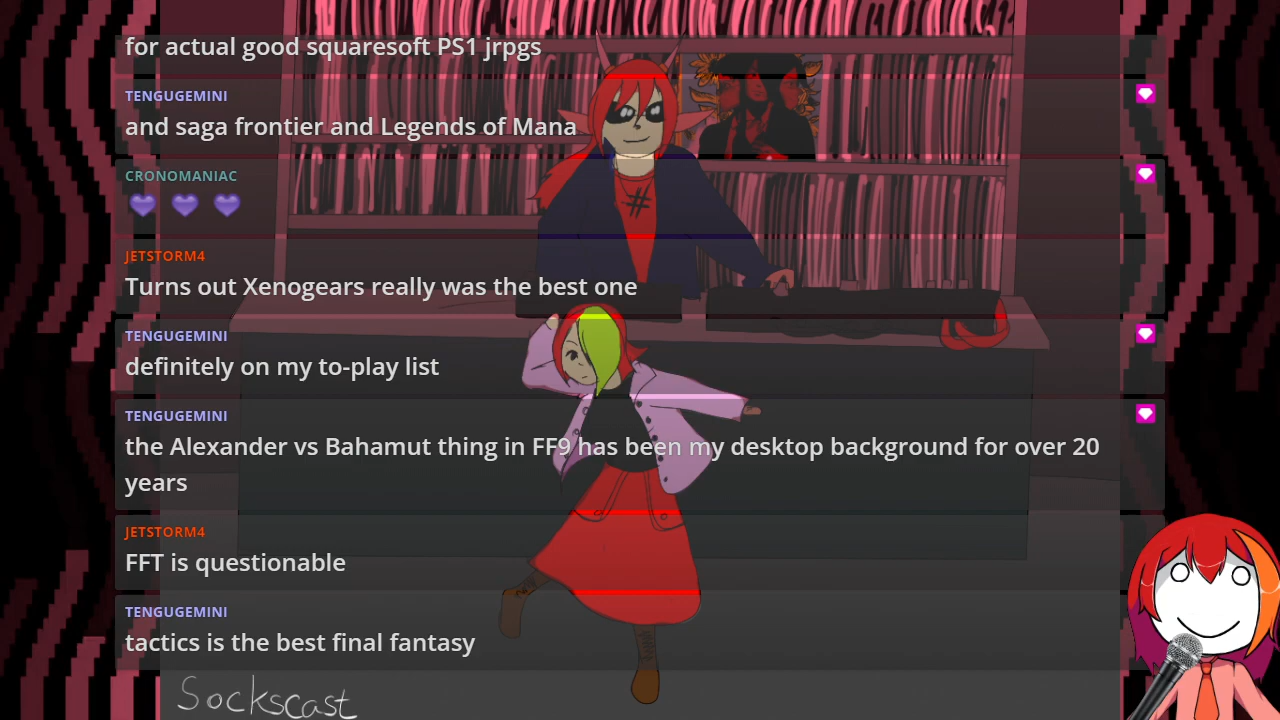 for actual good squaresoft PS1 jrpgs
TENGUGEMINI
and saga frontier and Legends of Mana
CRONOMANIAC
JETSTORM4
Turns out Xenogears really was the best one
TENGUGEMINI
definitely on my to-play list
TENGUGEMINI
the Alexander vs Bahamut thing in FF9 has been my desktop background for over 20
years
JETSTORM4
FFT is questionable
TENGUGEMINI
tactics is the best final fantasy
Sockscast
#